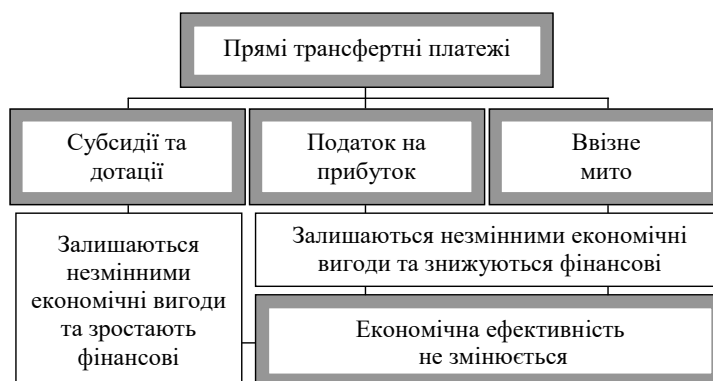 Прямі трансфертні платежі
Субсидії та
дотації
Податок на
прибуток
Ввізне
мито
Залишаються
незмінними
економічні вигоди
та зростають
фінансові
Залишаються незмінними економічні
вигоди та знижуються фінансові
Економічна ефективність
не змінюється